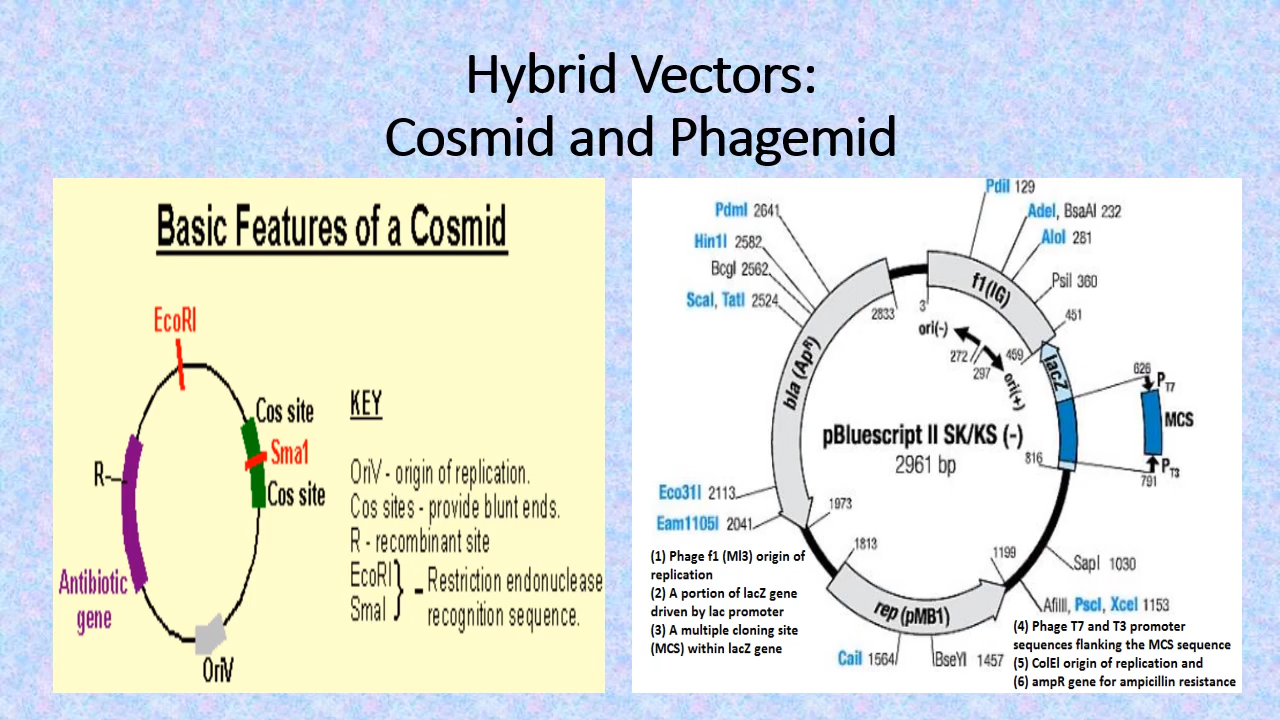 Hybrid Vectors:
Cosmid and Phagemid
Basic Features of a Cosmid
EcoRI
Cos site
Sma1
Cos site
R
Antibiotic
gene
OriV
KEY
OriV - origin of replication.
Cos sites - provide blunt ends.
R - recombinant site
EcoRI
SmaI
} - Restriction endonuclease
recognition sequence.
PdiI 129
AdeI, BsaAI 232
AloI 281
PsiI 360
451
PdmI 2641
Hin1I 2582
BcgI 2562
ScaI, TatI 2524
2833
3
f1(IG)
ori(-)
272
297
459
ori(+)
lacZ
bla (ApR)
626
PT7
MCS
PT3
791
816
pBluescript II SK/KS (-)
2961 bp
Eco31I 2113
Eam1105I 2041
1973
1813
1199
SapI 1030
AflIII, PscI, XceI 1153
rep (pMB1)
CaiI 1564
BseYI 1457
(1) Phage f1 (MI3) origin of
replication
(2) A portion of lacZ gene
driven by lac promoter
(3) A multiple cloning site
(MCS) within lacZ gene
(4) Phage T7 and T3 promoter
sequences flanking the MCS sequence
(5) ColEI origin of replication and
(6) ampR gene for ampicillin resistance